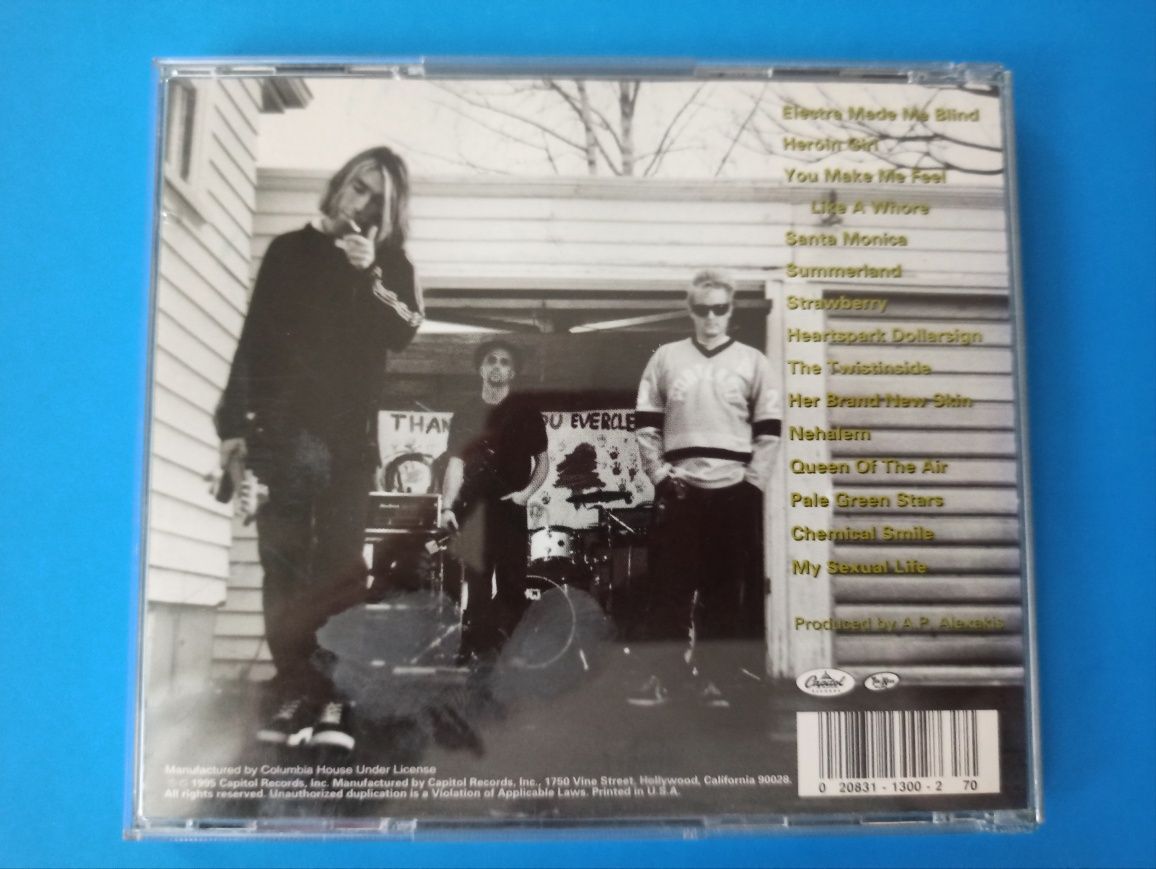 Electra Made Me Blind
Heroin Girl
You Make Me Feel
Like A Whore
Santa Monica
Summerland
Strawberry
Heartspark Dollarsign
The Twistinside
Her Brand New Skin
Nehalem
Queen Of The Air
Pale Green Stars
Chemical Smile
My Sexual Life
Produced by A.P. Alexakis
THAN OU EVERCLE
Capitol
RECORDS
Manufactured by Columbia House Under License
1995 Capitol Records, Inc. Manufactured by Capitol Records, Inc., 1750 Vine Street, Hollywood, California 90028.
All rights reserved. Unauthorized duplication is a Violation of Applicable Laws. Printed in U.S.A.
0 20831-1300-2 70